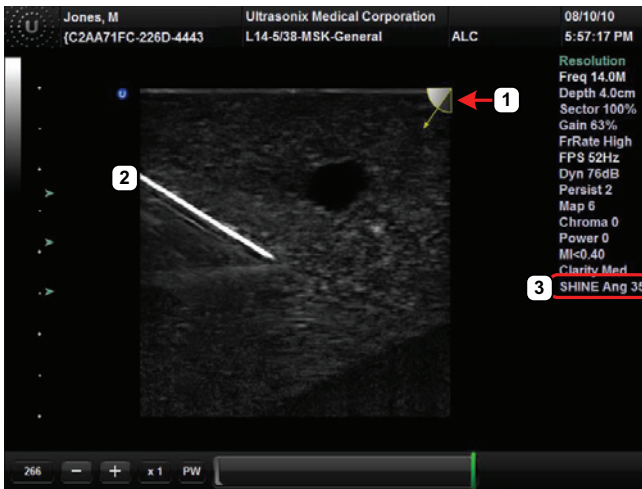 U
Jones, M
Ultrasonix Medical Corporation
08/10/10
{C2AA71FC-226D-4443
L14-5/38-MSK-General
ALC
5:57:17 PM
U
1
2
Resolution
Freq 14.0M
Depth 4.0cm
Sector 100%
Gain 63%
FrRate High
FPS 52Hz
Dyn 76dB
Persist 2
Map 6
Chroma 0
Power 0
MI<0.40
Clarity Med
3
SHINE Ang 35
266
x 1
PW